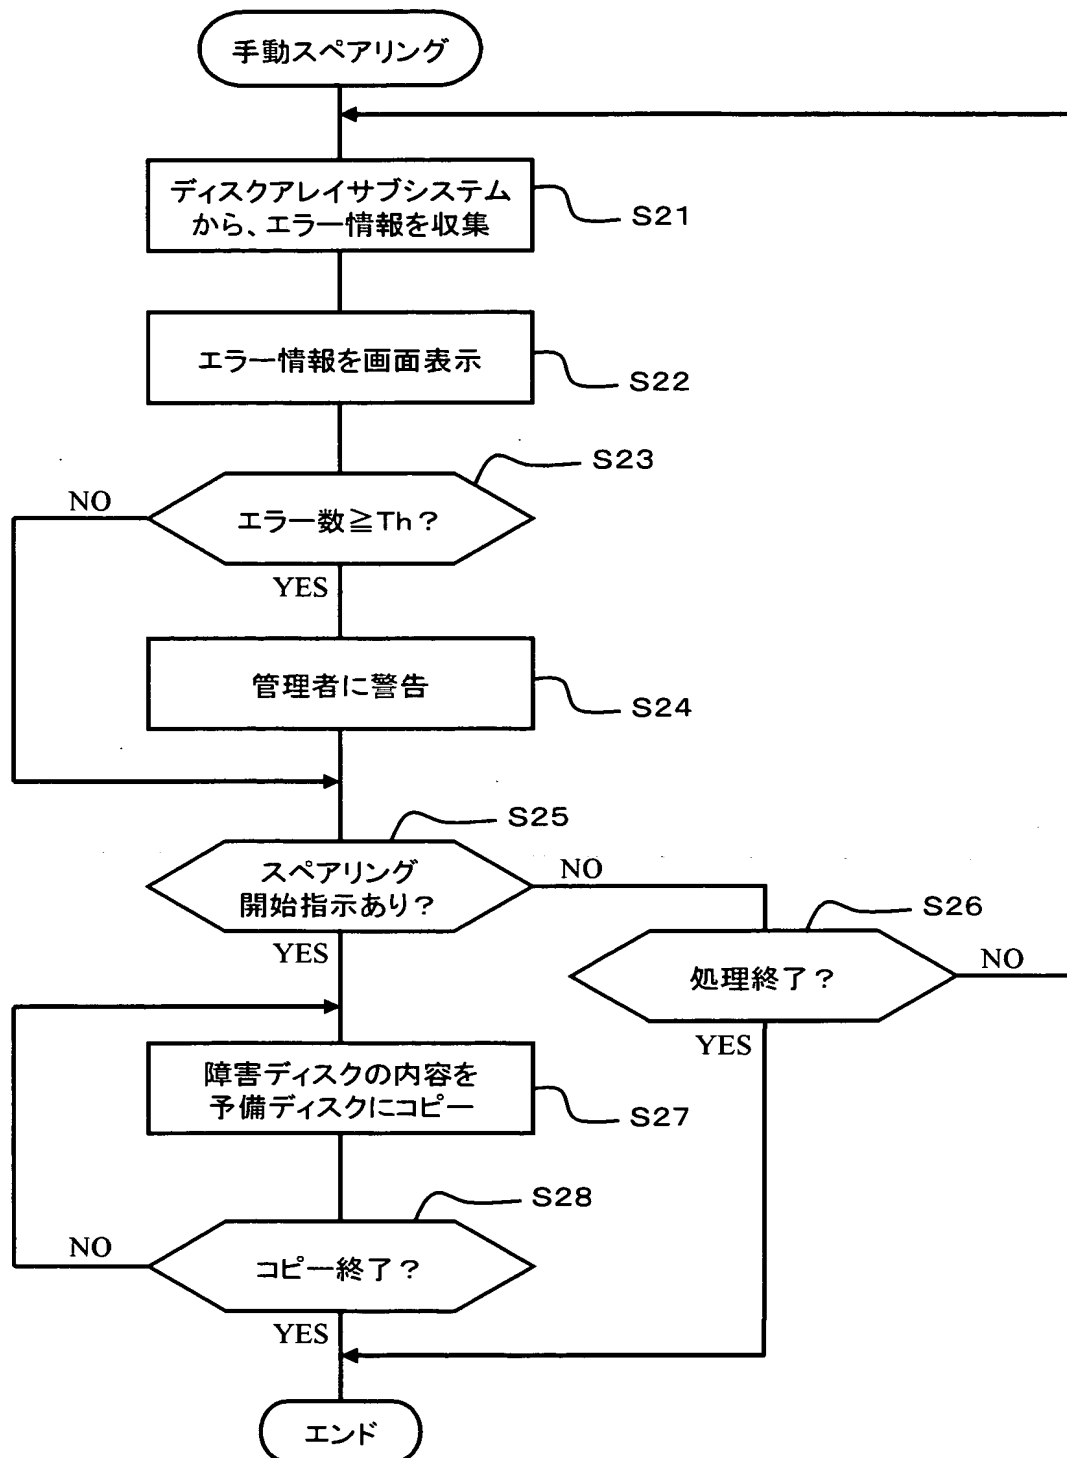 手動スペアリング
ディスクアレイサブシステム
から、エラー情報を収集
S21
エラー情報を画面表示
S22
S23
NO
エラー数≧Th?
YES
管理者に警告
S24
S25
スペアリング
開始指示あり?
NO
YES
S26
処理終了?
NO
YES
障害ディスクの内容を
予備ディスクにコピー
S27
S28
NO
コピー終了?
YES
エンド